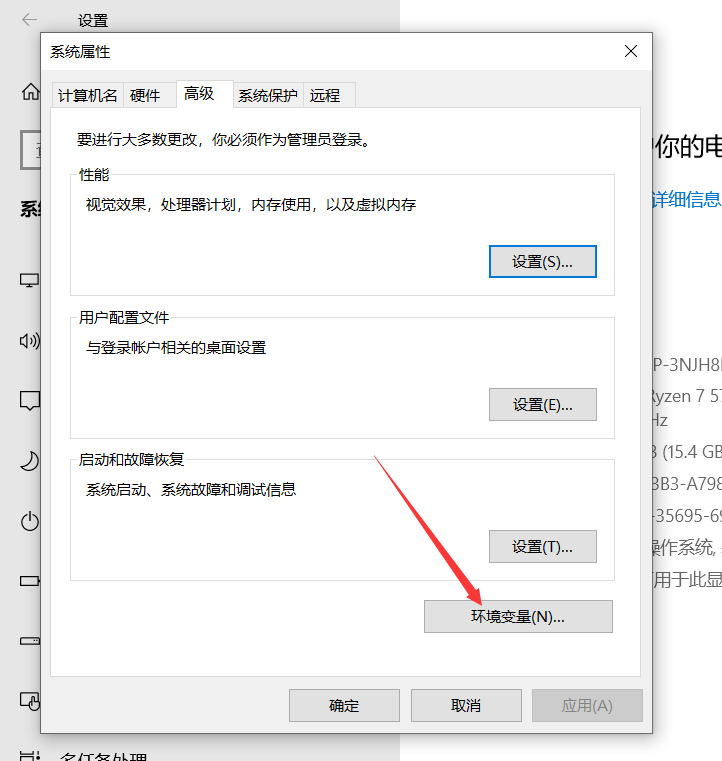 设置
系统属性
计算机名 硬件 高级 系统保护 远程
要进行大多数更改，你必须作为管理员登录。
性能
视觉效果，处理器计划，内存使用，以及虚拟内存
设置(S)...
用户配置文件
与登录帐户相关的桌面设置
设置(E)...
启动和故障恢复
系统启动、系统故障和调试信息
设置(T)...
环境变量(N)...
确定 取消 应用(A)
系
你的电
详细信息
P-3NJH8
Ryzen 7 57
Hz
(15.4 GB
3B3-A798
-35695-69
操作系统,
用于此显
多任务处理